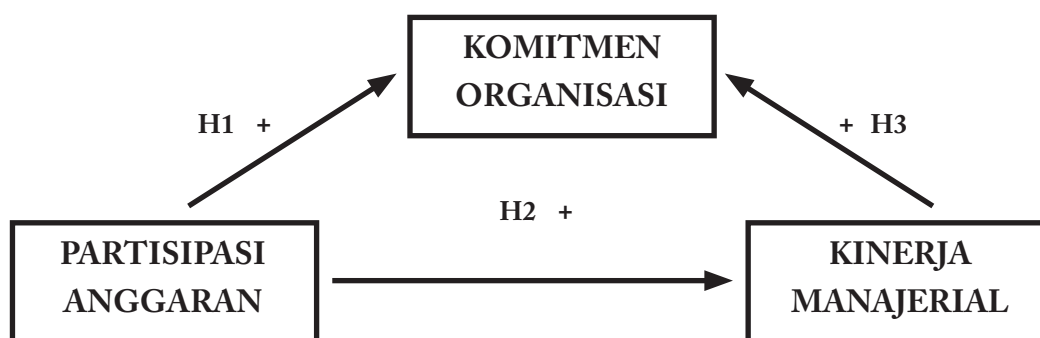 KOMITMEN
ORGANISASI
H1 +
+ H3
H2 +
PARTISIPASI
ANGGARAN
KINERJA
MANAJERIAL